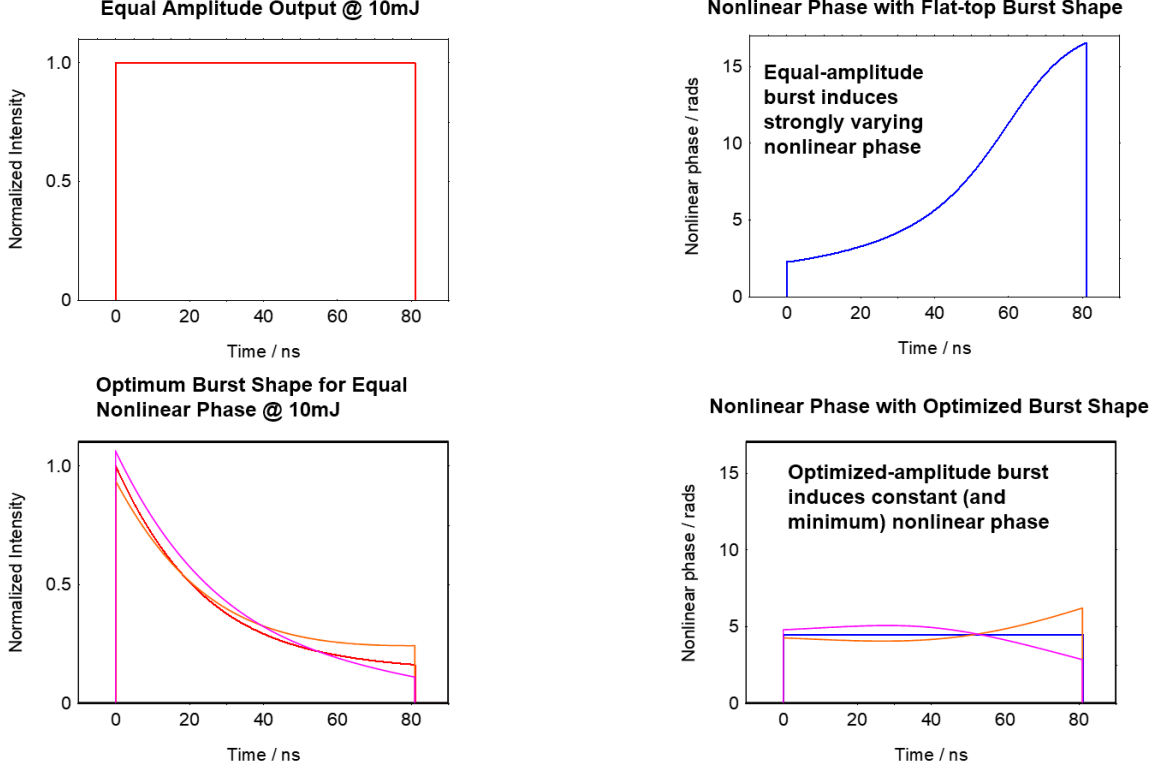 Equal Amplitude Output @ 10mJ
Normalized Intensity
1.0
0.5
0
0
20
40
60
80
Time / ns
Nonlinear Phase with Flat-top Burst Shape
Equal-amplitude
burst induces
strongly varying
nonlinear phase
Nonlinear phase / rads
15
10
5
0
0
20
40
60
80
Time / ns
Optimum Burst Shape for Equal
Nonlinear Phase @ 10mJ
Normalized Intensity
1.0
0.5
0
0
20
40
60
80
Time / ns
Nonlinear Phase with Optimized Burst Shape
Optimized-amplitude burst
induces constant (and
minimum) nonlinear phase
Nonlinear phase / rads
15
10
5
0
0
20
40
60
80
Time / ns